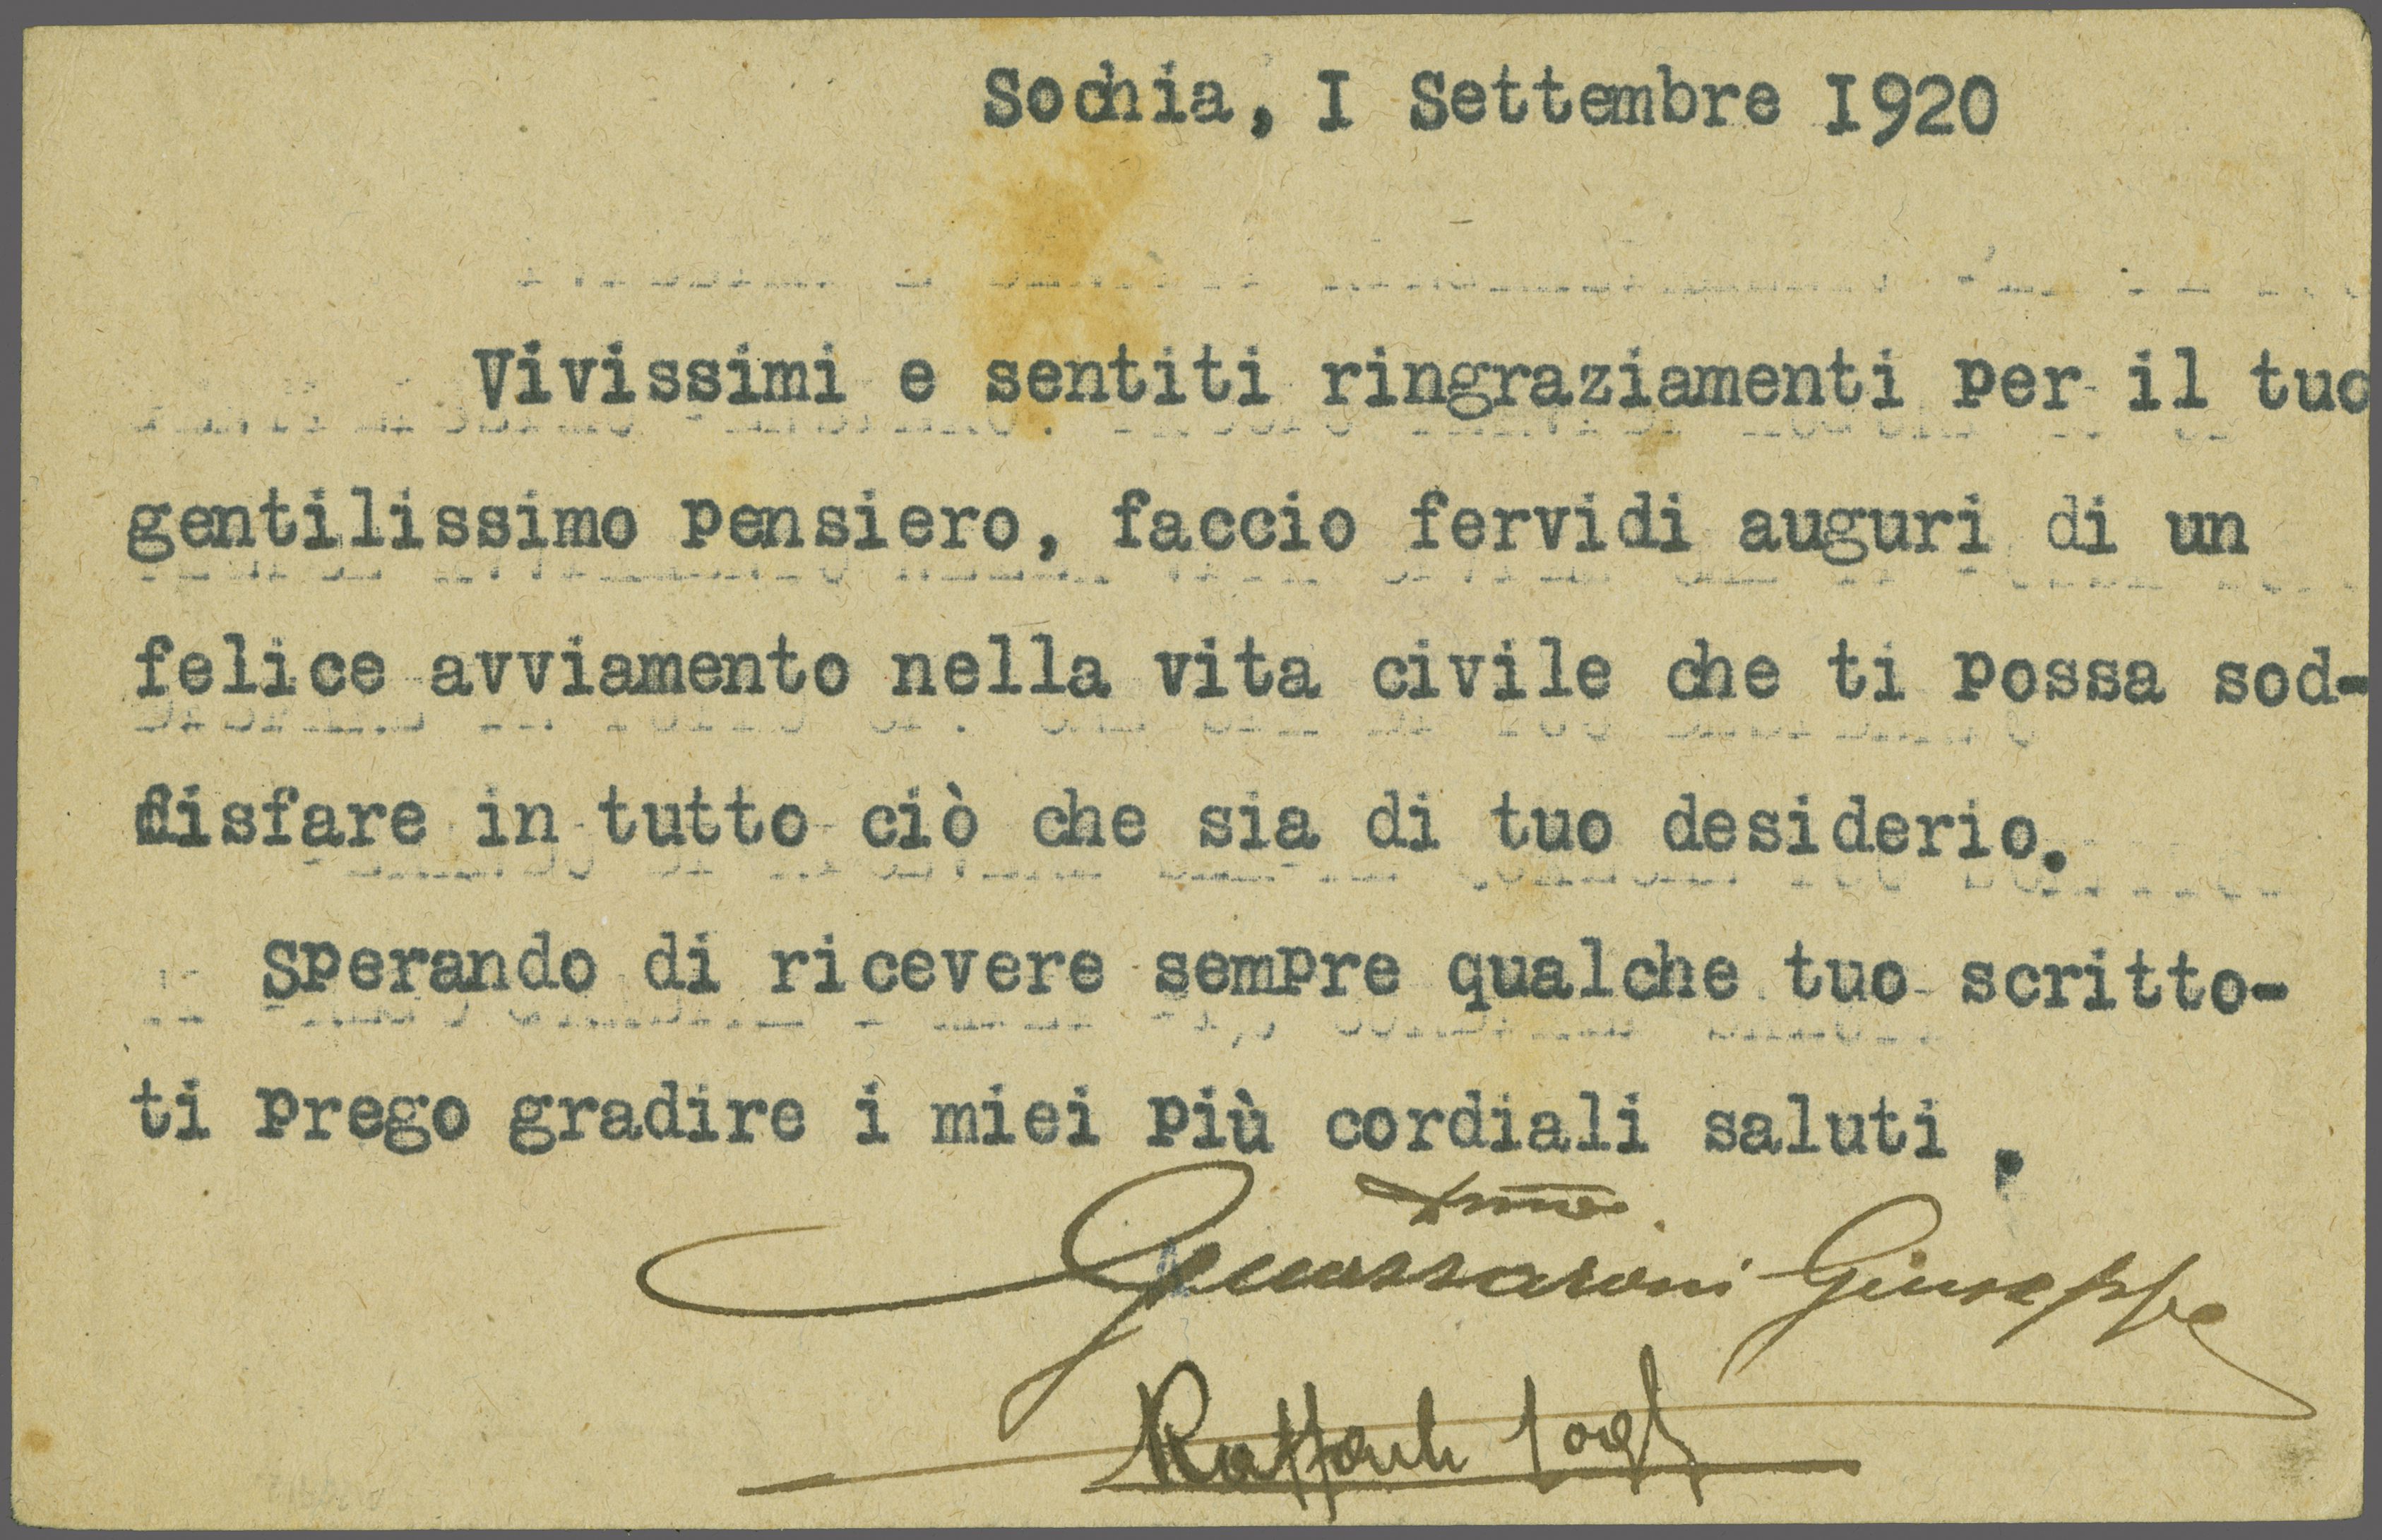 Sochia, I Settembre I920
Vivissimi e sentiti ringraziamenti per il tuo
gentilissimo pensiero, faccio fervidi auguri di un
felice avviamento nella vita civile che ti possa sod-
disfare in tutto ciò che sia di tuo desiderio.
Sperando di ricevere sempre qualche tuo scritto-
ti prego gradire i miei più cordiali saluti .
Giuseppe